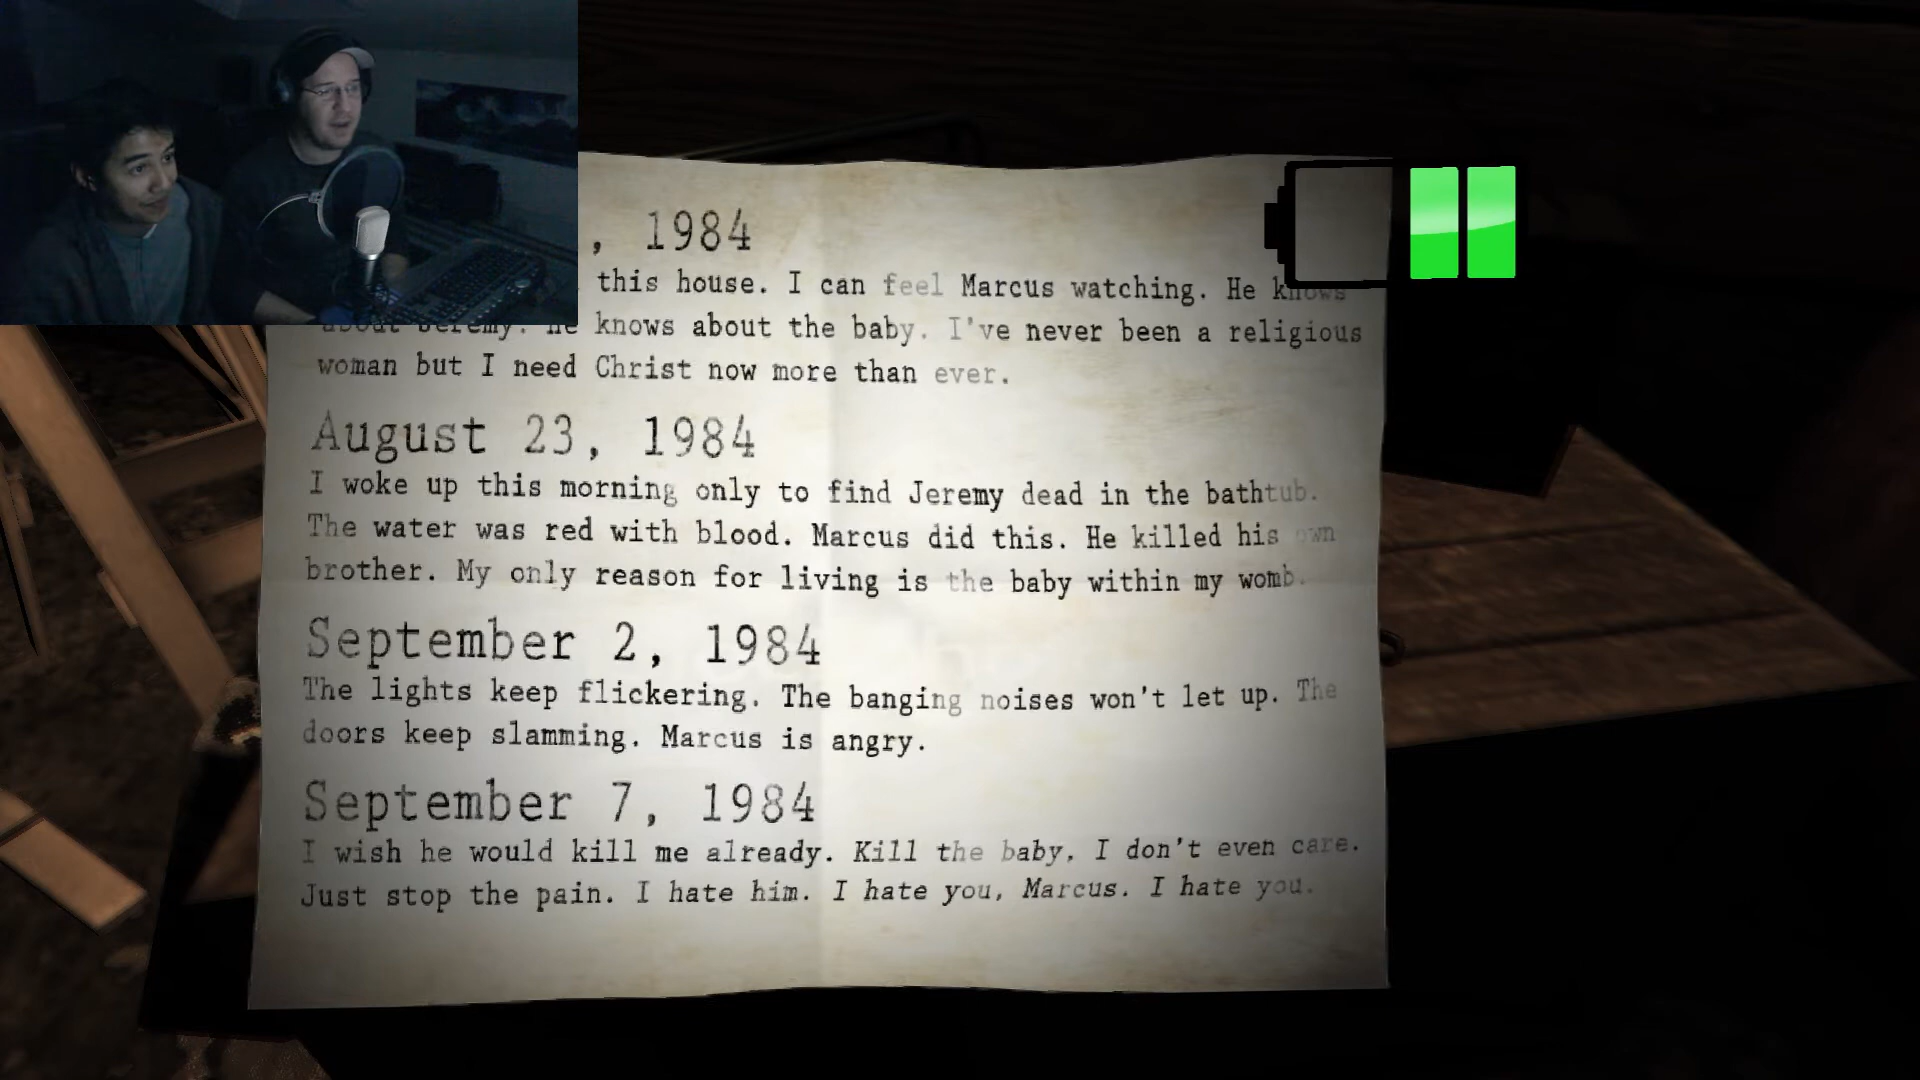 , 1984
this house. I can feel Marcus watching. He knows
about Jeremy. He knows about the baby. I've never been a religious
woman but I need Christ now more than ever.
August 23, 1984
I woke up this morning only to find Jeremy dead in the bathtub.
The water was red with blood. Marcus did this. He killed his own
brother. My only reason for living is the baby within my womb.
September 2, 1984
The lights keep flickering. The banging noises won't let up. The
doors keep slamming. Marcus is angry.
September 7, 1984
I wish he would kill me already. Kill the baby, I don't even care.
Just stop the pain. I hate him. I hate you, Marcus. I hate you.